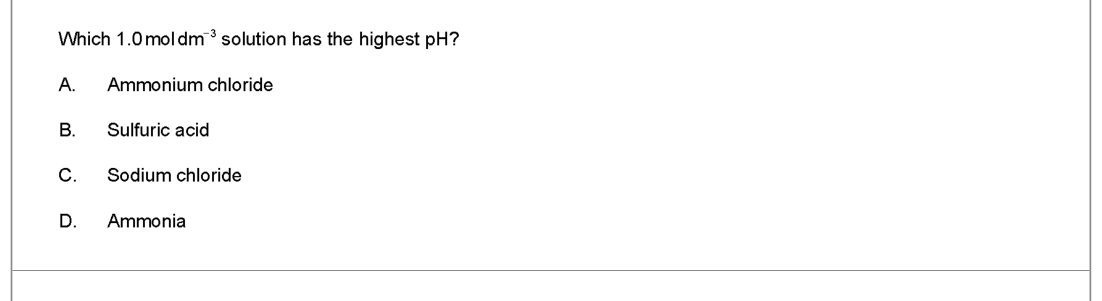 Which 1.0 mol dm⁻³ solution has the highest pH?
A. Ammonium chloride
B. Sulfuric acid
C. Sodium chloride
D. Ammonia